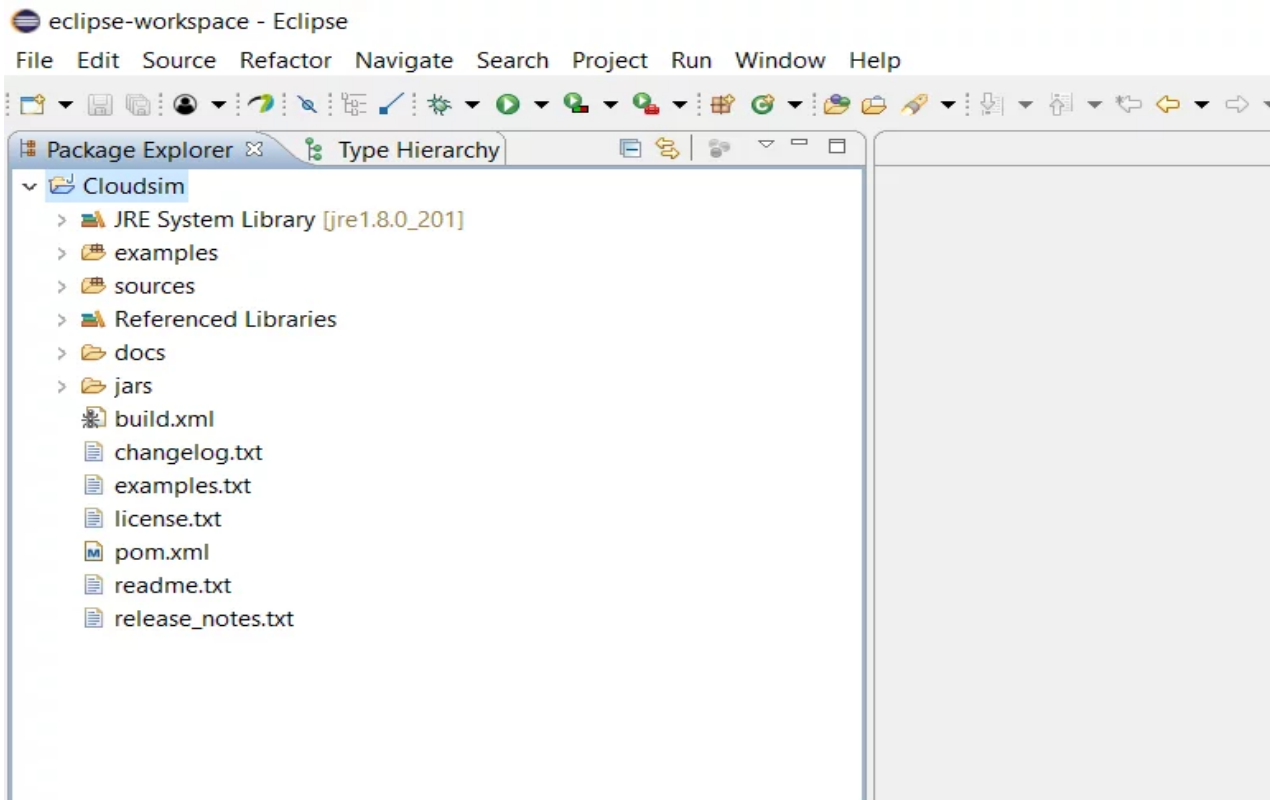 eclipse-workspace - Eclipse
File Edit Source Refactor Navigate Search Project Run Window Help
Package Explorer Type Hierarchy
Cloudsim
JRE System Library [jre1.8.0_201]
examples
sources
Referenced Libraries
docs
jars
build.xml
changelog.txt
examples.txt
license.txt
pom.xml
readme.txt
release_notes.txt